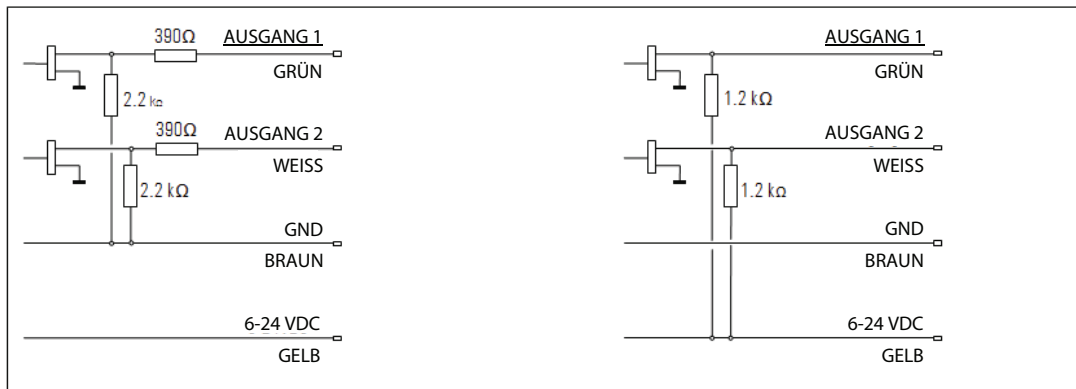 390Ω
AUSGANG 1
GRÜN
2.2 kΩ
390Ω
AUSGANG 2
WEISS
2.2 kΩ
GND
BRAUN
6-24 VDC
GELB
AUSGANG 1
GRÜN
1.2 kΩ
AUSGANG 2
WEISS
1.2 kΩ
GND
BRAUN
6-24 VDC
GELB